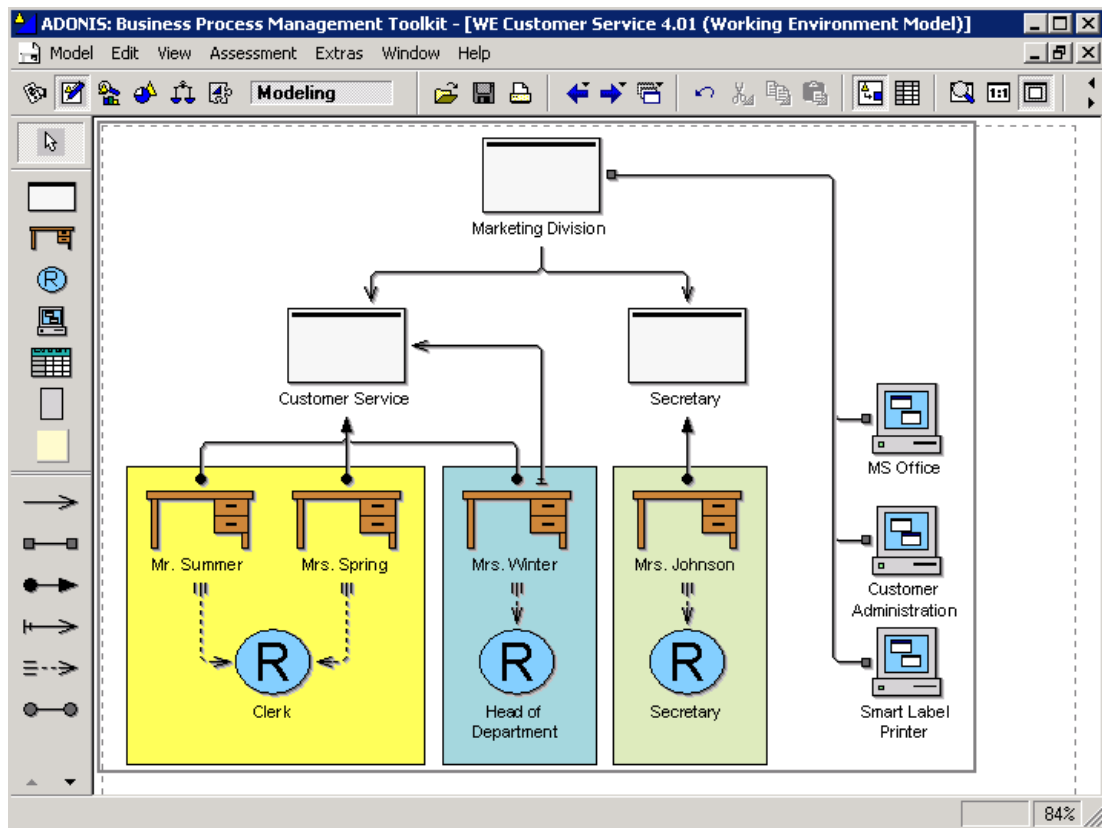 ADONIS: Business Process Management Toolkit - [WE Customer Service 4.01 (Working Environment Model)]
Model Edit View Assessment Extras Window Help
Modeling
1:1
Marketing Division
R
Customer Service
Secretary
MS Office
Mr. Summer
Mrs. Spring
Mrs. Winter
Mrs. Johnson
Customer
Administration
R
R
R
Clerk
Head of
Department
Secretary
Smart Label
Printer
84%